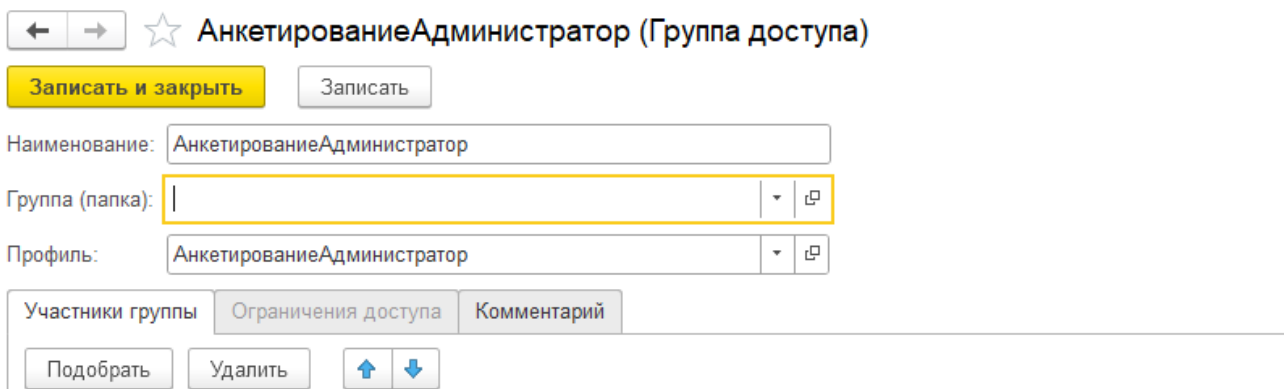 АнкетированиеАдминистратор (Группа доступа)
Записать и закрыть Записать
Наименование: АнкетированиеАдминистратор
Группа (папка):
Профиль: АнкетированиеАдминистратор
Участники группы Ограничения доступа Комментарий
Подобрать Удалить